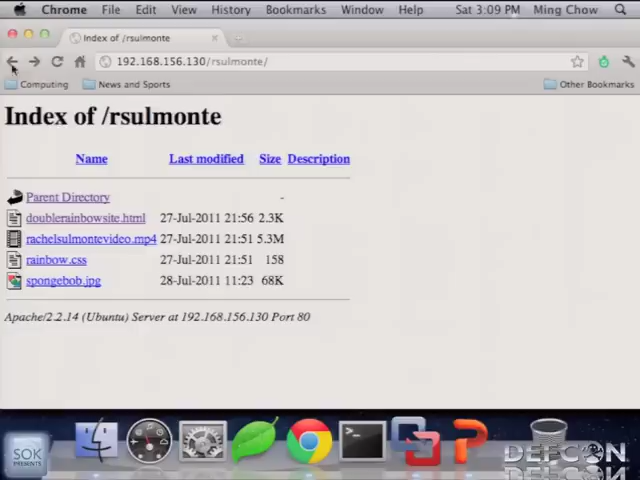 Chrome File Edit View History Bookmarks Window Help Sat 3:09 PM Ming Chow
Index of /rsulmonte
192.168.156.130/rsulmonte/
Computing News and Sports Other Bookmarks
Index of /rsulmonte
Name Last modified Size Description
Parent Directory -
doublerainbowsite.html 27-Jul-2011 21:56 2.3K
rachelsulmontevideo.mp4 27-Jul-2011 21:51 5.3M
rainbow.css 27-Jul-2011 21:51 158
spongebob.jpg 28-Jul-2011 11:23 68K
Apache/2.2.14 (Ubuntu) Server at 192.168.156.130 Port 80
SOK
PRESENTS
DEFCON